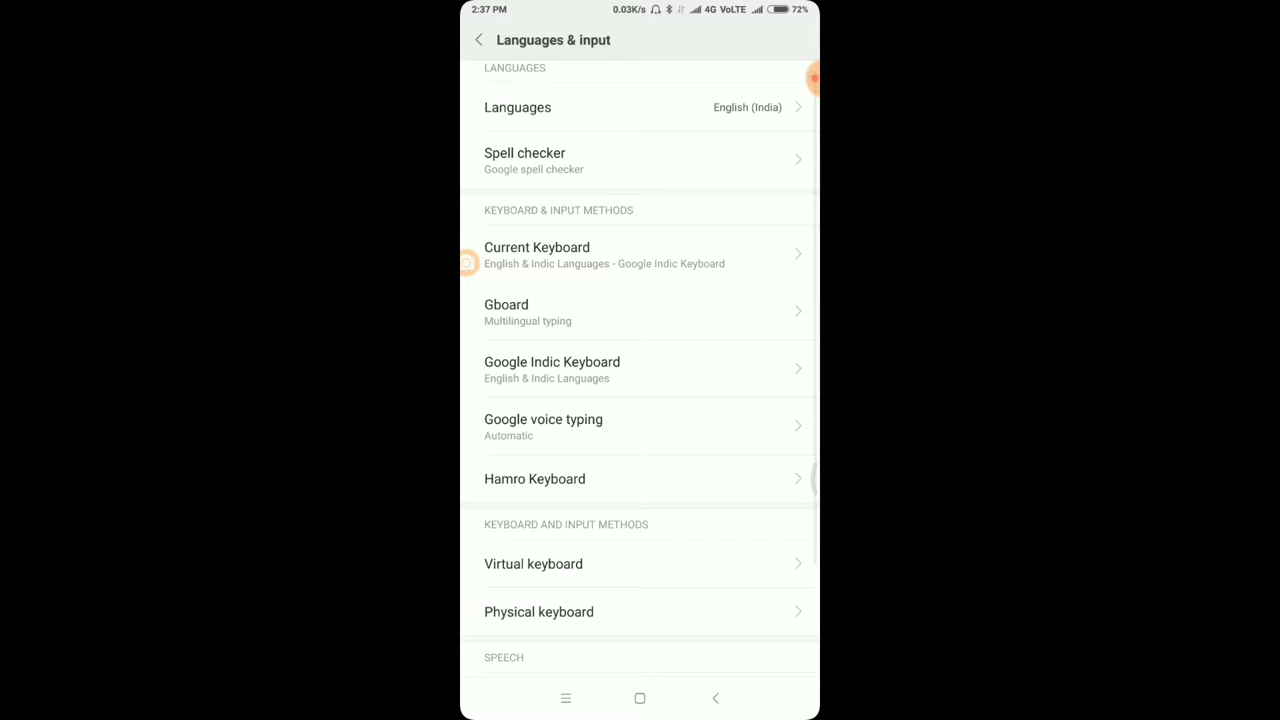 2:37 PM 0.03K/s 4G VoLTE 72%
Languages & input
LANGUAGES
Languages English (India)
Spell checker
Google spell checker
KEYBOARD & INPUT METHODS
Current Keyboard
English & Indic Languages - Google Indic Keyboard
Gboard
Multilingual typing
Google Indic Keyboard
English & Indic Languages
Google voice typing
Automatic
Hamro Keyboard
KEYBOARD AND INPUT METHODS
Virtual keyboard
Physical keyboard
SPEECH